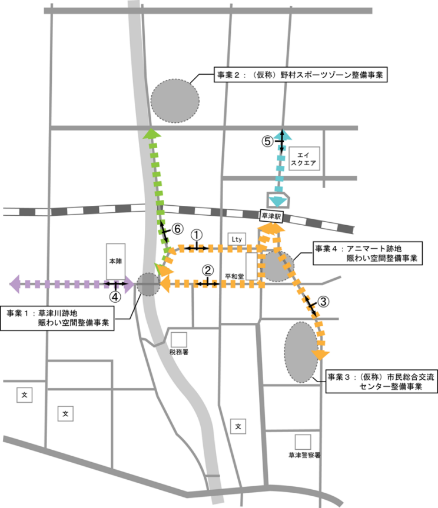 事業２：（仮称）野村スポーツゾーン整備事業
⑤
エイ
スクエア
草津駅
⑥
①
Lty
事業４：アニマート跡地
賑わい空間整備事業
本陣
平和堂
②
④
③
事業１：草津川跡地
賑わい空間整備事業
税務署
事業３：（仮称）市民総合交流
センター整備事業
文
文
文
草津警察署